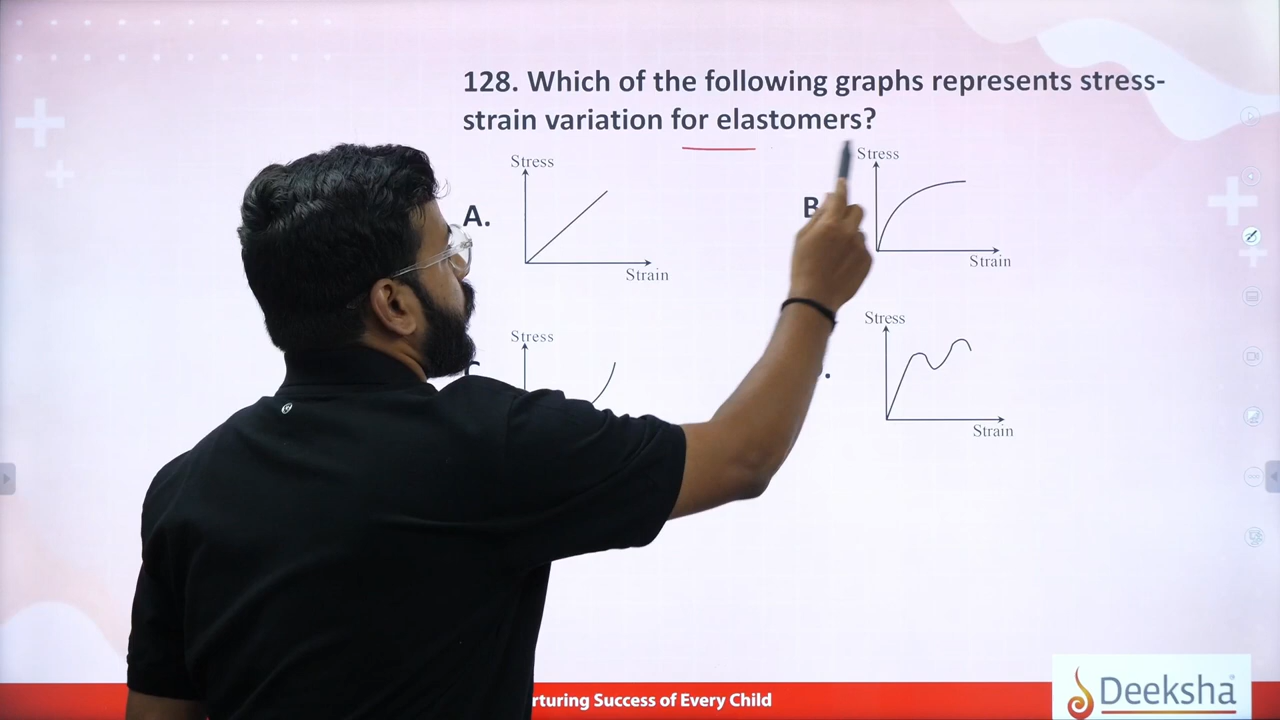 128. Which of the following graphs represents stress-
strain variation for elastomers?
A.
Stress
Strain
B
Stress
Strain
Stress
Stress
Strain
rturing Success of Every Child
Deeksha